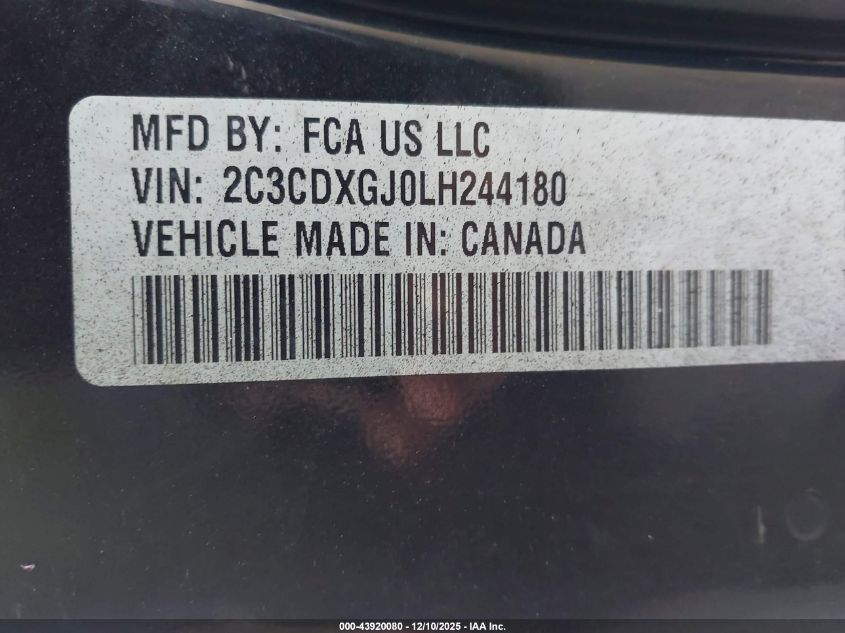 MFD BY: FCA US LLC
VIN: 2C3CDXGJ0LH244180
VEHICLE MADE IN: CANADA
000-43920080 - 12/10/2025 - IAA Inc.